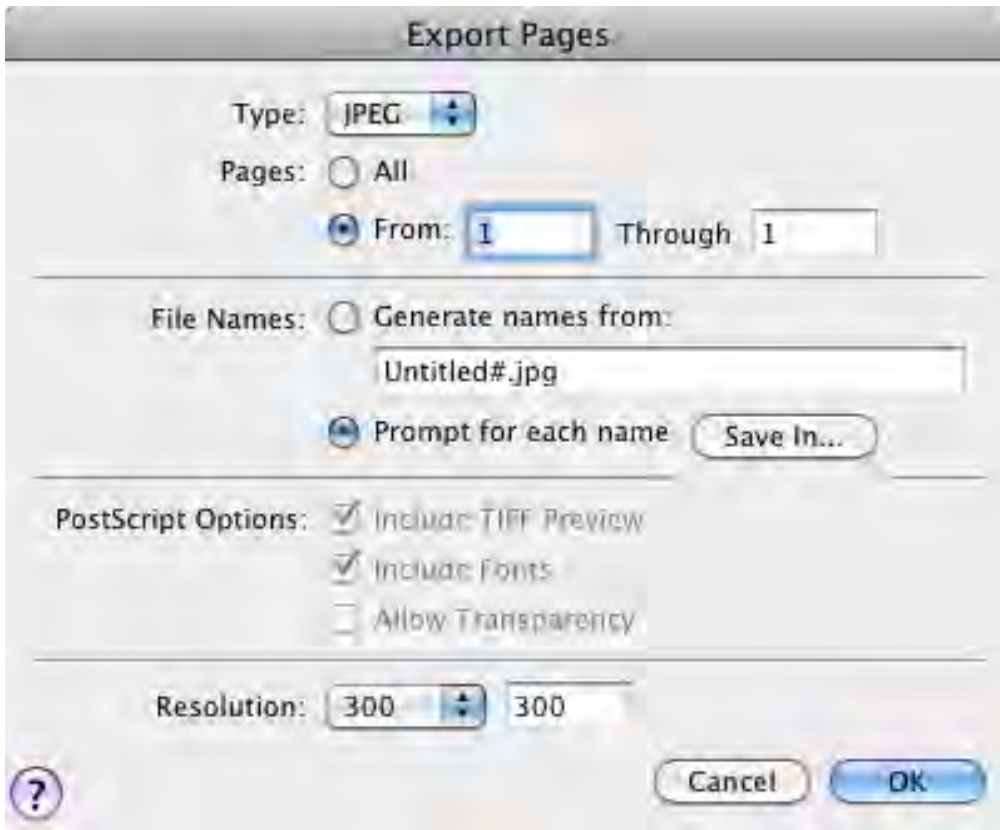 Export Pages
Type: JPEG
Pages: All
From: 1 Through 1
File Names: Generate names from:
Untitled#.jpg
Prompt for each name Save In...
PostScript Options: Include TIFF Preview
Include Fonts
Allow Transparency
Resolution: 300 300
? Cancel OK